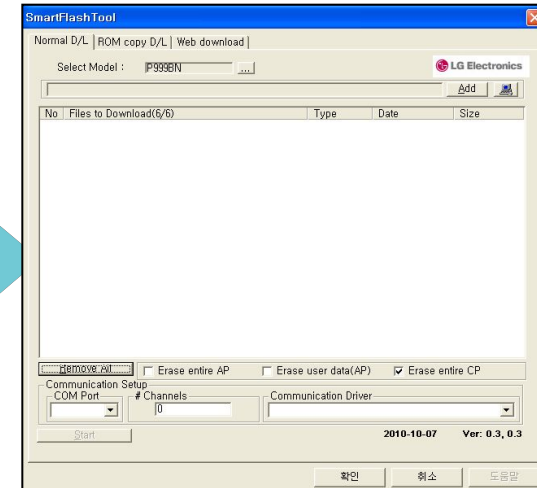 SmartFlashTool
Normal D/L ROM copy D/L Web download
Select Model : P999BN ... LG Electronics
Add
No Files to Download(6/6) Type Date Size
Remove All Erase entire AP Erase user data(AP) Erase entire CP
Communication Setup
COM Port # Channels Communication Driver
0
Start 2010-10-07 Ver: 0.3, 0.3
확인 취소 도움말